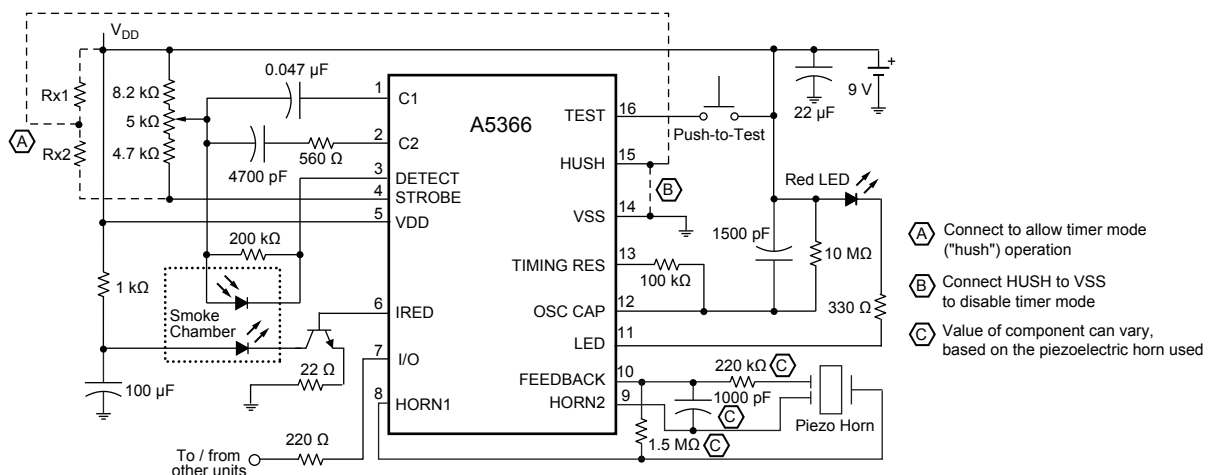 V_DD
0.047 µF
Rx1
8.2 kΩ
5 kΩ
A
Rx2
4.7 kΩ
4700 pF
560 Ω
200 kΩ
1 kΩ
Smoke
Chamber
22 Ω
100 µF
220 Ω
To / from
other units
A5366
1
C1
2
C2
3
DETECT
4
STROBE
5
VDD
6
IRED
7
I/O
8
HORN1
TEST
16
HUSH
15
VSS
14
TIMING RES
13
OSC CAP
12
LED
11
FEEDBACK
10
HORN2
9
Push-to-Test
22 µF
+
9 V
B
Red LED
1500 pF
10 MΩ
100 kΩ
330 Ω
220 kΩ C
1000 pF
C
1.5 MΩ C
Piezo Horn
A Connect to allow timer mode
("hush") operation
B Connect HUSH to VSS
to disable timer mode
C Value of component can vary,
based on the piezoelectric horn used